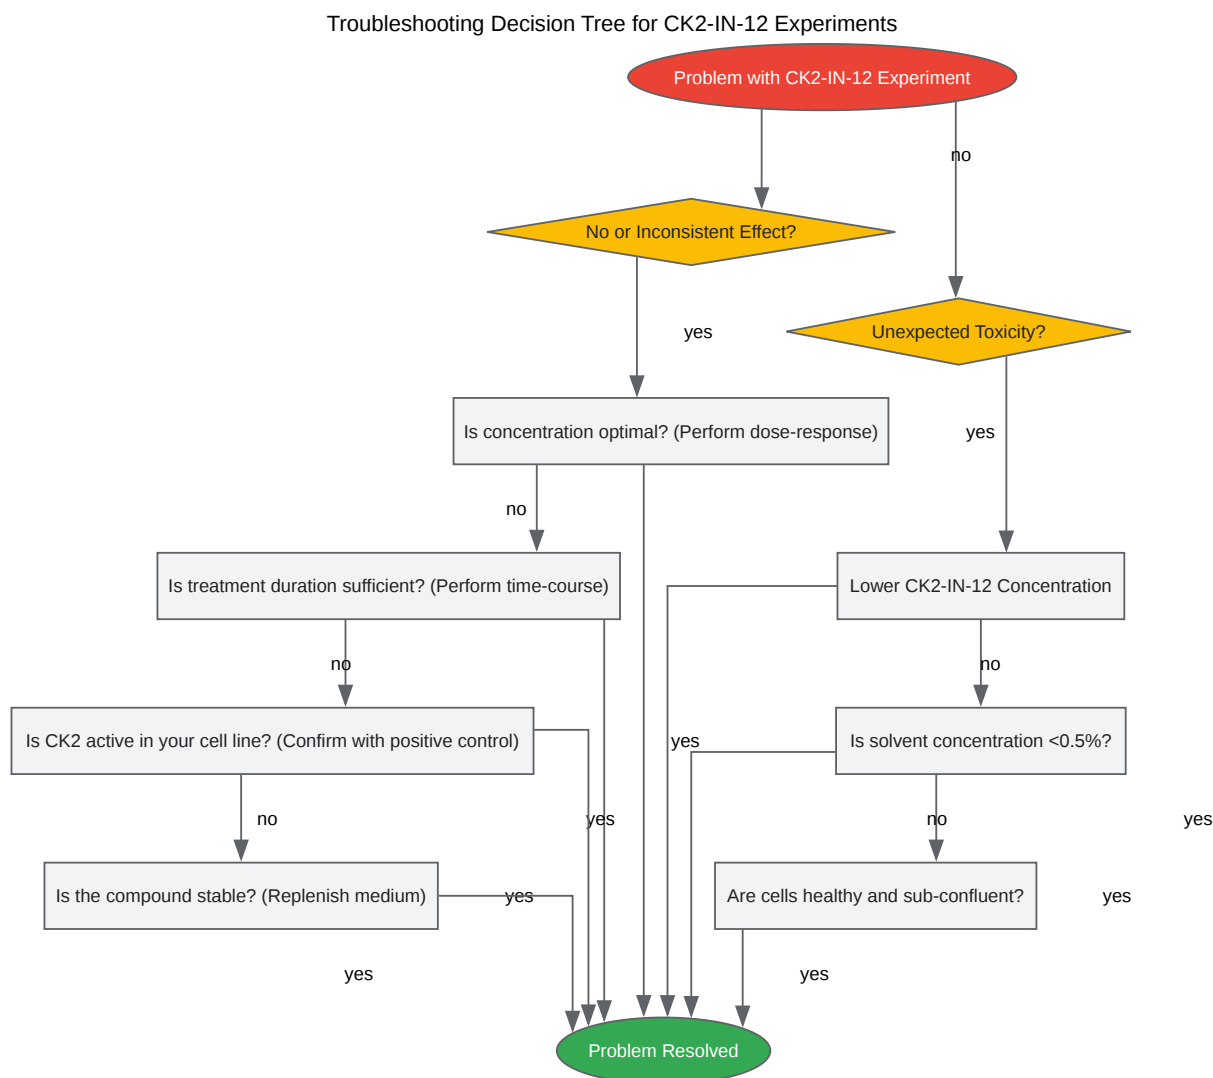 Troubleshooting Decision Tree for CK2-IN-12 Experiments
Problem with CK2-IN-12 Experiment
no
No or Inconsistent Effect?
yes
Unexpected Toxicity?
Is concentration optimal? (Perform dose-response)
yes
no
Is treatment duration sufficient? (Perform time-course)
Lower CK2-IN-12 Concentration
no
no
Is CK2 active in your cell line? (Confirm with positive control)
yes
Is solvent concentration <0.5%?
no
yes
no
yes
Is the compound stable? (Replenish medium)
yes
Are cells healthy and sub-confluent?
yes
yes
yes
Problem Resolved